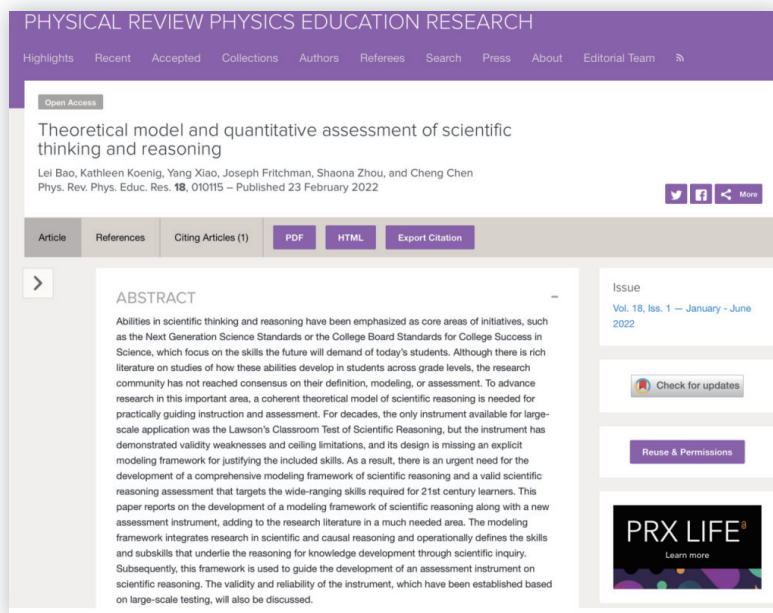 PHYSICAL REVIEW PHYSICS EDUCATION RESEARCH
Highlights Recent Accepted Collections Authors Referees Search Press About Editorial Team
Open Access
Theoretical model and quantitative assessment of scientific
thinking and reasoning
Lei Bao, Kathleen Koenig, Yang Xiao, Joseph Fritchman, Shaona Zhou, and Cheng Chen
Phys. Rev. Phys. Educ. Res. 18, 010115 – Published 23 February 2022
More
Article References Citing Articles (1) PDF HTML Export Citation
ABSTRACT
Abilities in scientific thinking and reasoning have been emphasized as core areas of initiatives, such
as the Next Generation Science Standards or the College Board Standards for College Success in
Science, which focus on the skills the future will demand of today's students. Although there is rich
literature on studies of how these abilities develop in students across grade levels, the research
community has not reached consensus on their definition, modeling, or assessment. To advance
research in this important area, a coherent theoretical model of scientific reasoning is needed for
practically guiding instruction and assessment. For decades, the only instrument available for large-
scale application was the Lawson's Classroom Test of Scientific Reasoning, but the instrument has
demonstrated validity weaknesses and ceiling limitations, and its design is missing an explicit
modeling framework for justifying the included skills. As a result, there is an urgent need for the
development of a comprehensive modeling framework of scientific reasoning and a valid scientific
reasoning assessment that targets the wide-ranging skills required for 21st century learners. This
paper reports on the development of a modeling framework of scientific reasoning along with a new
assessment instrument, adding to the research literature in a much needed area. The modeling
framework integrates research in scientific and causal reasoning and operationally defines the skills
and subskills that underlie the reasoning for knowledge development through scientific inquiry.
Subsequently, this framework is used to guide the development of an assessment instrument on
scientific reasoning. The validity and reliability of the instrument, which have been established based
on large-scale testing, will also be discussed.
Issue
Vol. 18, Iss. 1 — January - June
2022
Check for updates
Reuse & Permissions
PRX LIFE
Learn more